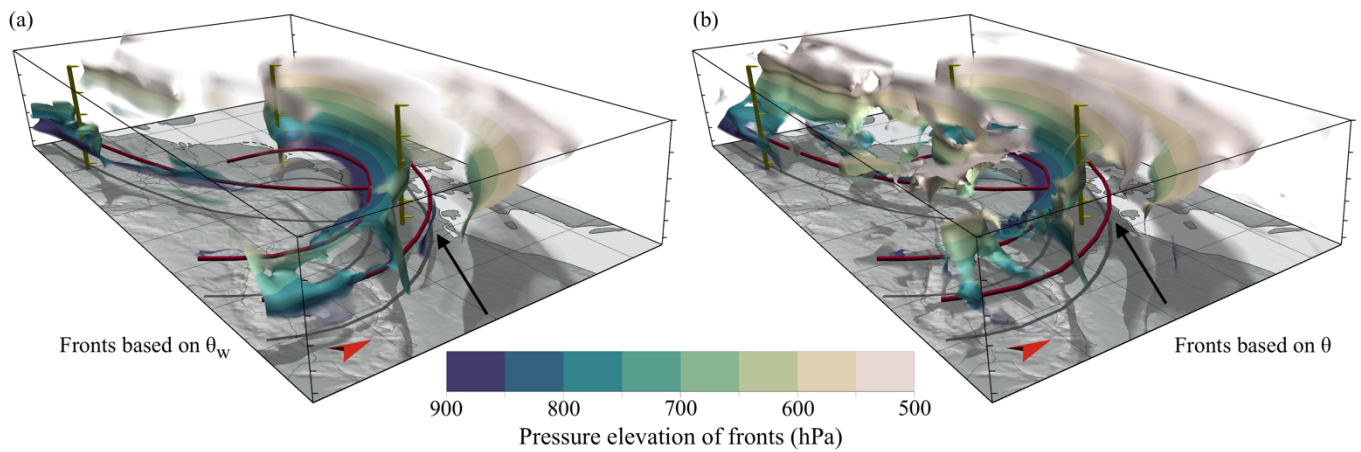 (a)
(b)
Fronts based on θw
Fronts based on θ
900 800 700 600 500
Pressure elevation of fronts (hPa)